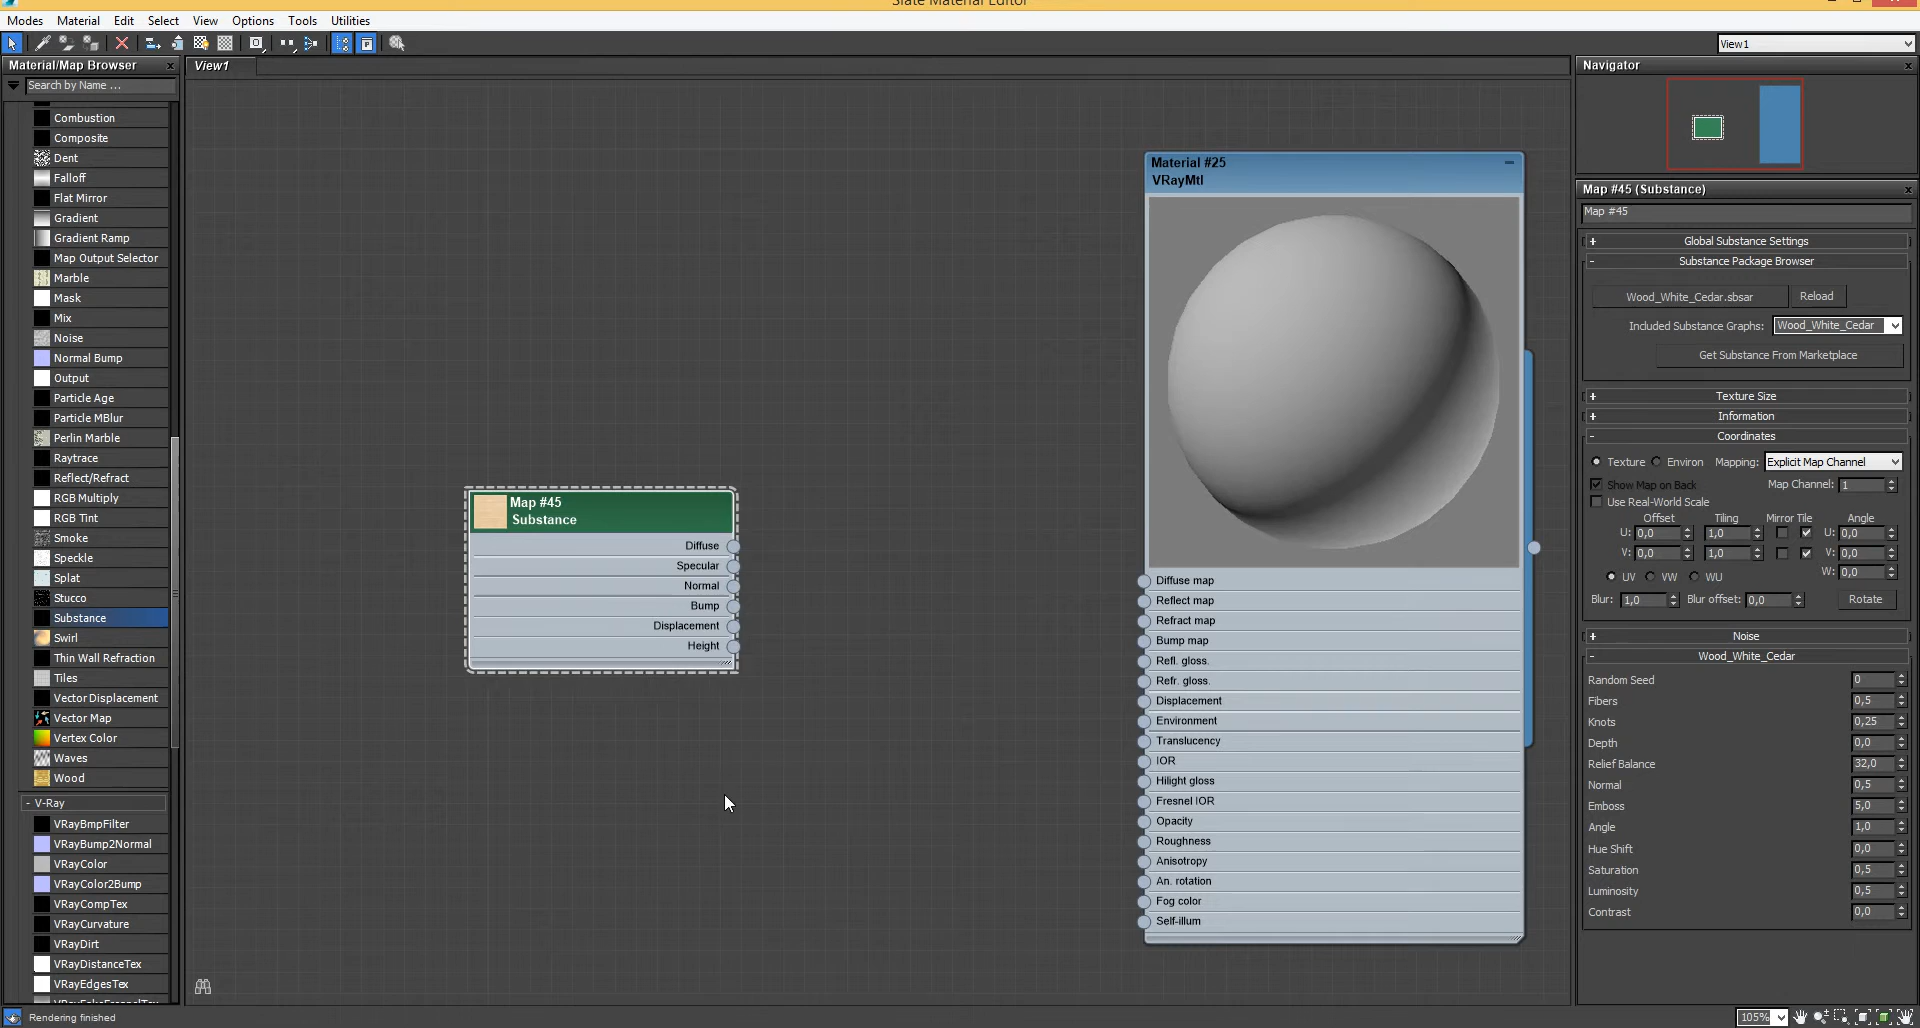 Slate Material Editor
Modes Material Edit Select View Options Tools Utilities
View1
Material/Map Browser
Search by Name ...
Combustion
Composite
Dent
Falloff
Flat Mirror
Gradient
Gradient Ramp
Map Output Selector
Marble
Mask
Mix
Noise
Normal Bump
Output
Particle Age
Particle MBlur
Perlin Marble
Raytrace
Reflect/Refract
RGB Multiply
RGB Tint
Smoke
Speckle
Splat
Stucco
Substance
Swirl
Thin Wall Refraction
Tiles
Vector Displacement
Vector Map
Vertex Color
Waves
Wood
- V-Ray
VRayBmpFilter
VRayBump2Normal
VRayColor
VRayColor2Bump
VRayCompTex
VRayCurvature
VRayDirt
VRayDistanceTex
VRayEdgesTex
Rendering finished
View1
Map #45
Substance
Diffuse
Specular
Normal
Bump
Displacement
Height
Material #25
VRayMtl
Diffuse map
Reflect map
Refract map
Bump map
Refl. gloss.
Refr. gloss.
Displacement
Environment
Translucency
IOR
Hilight gloss
Fresnel IOR
Opacity
Roughness
Anisotropy
An. rotation
Fog color
Self-illum
Navigator
Map #45 (Substance)
Map #45
+ Global Substance Settings
- Substance Package Browser
Wood_White_Cedar.sbsar Reload
Included Substance Graphs: Wood_White_Cedar
Get Substance From Marketplace
+ Texture Size
+ Information
- Coordinates
Texture Environ Mapping: Explicit Map Channel
Show Map on Back Map Channel: 1
Use Real-World Scale
Offset Tiling Mirror Tile Angle
U: 0,0 1,0 U: 0,0
V: 0,0 1,0 V: 0,0
UV VW WU W: 0,0
Blur: 1,0 Blur offset: 0,0 Rotate
+ Noise
- Wood_White_Cedar
Random Seed 0
Fibers 0,5
Knots 0,25
Depth 0,0
Relief Balance 32,0
Normal 0,5
Emboss 5,0
Angle 1,0
Hue Shift 0,0
Saturation 0,5
Luminosity 0,5
Contrast 0,0
105%